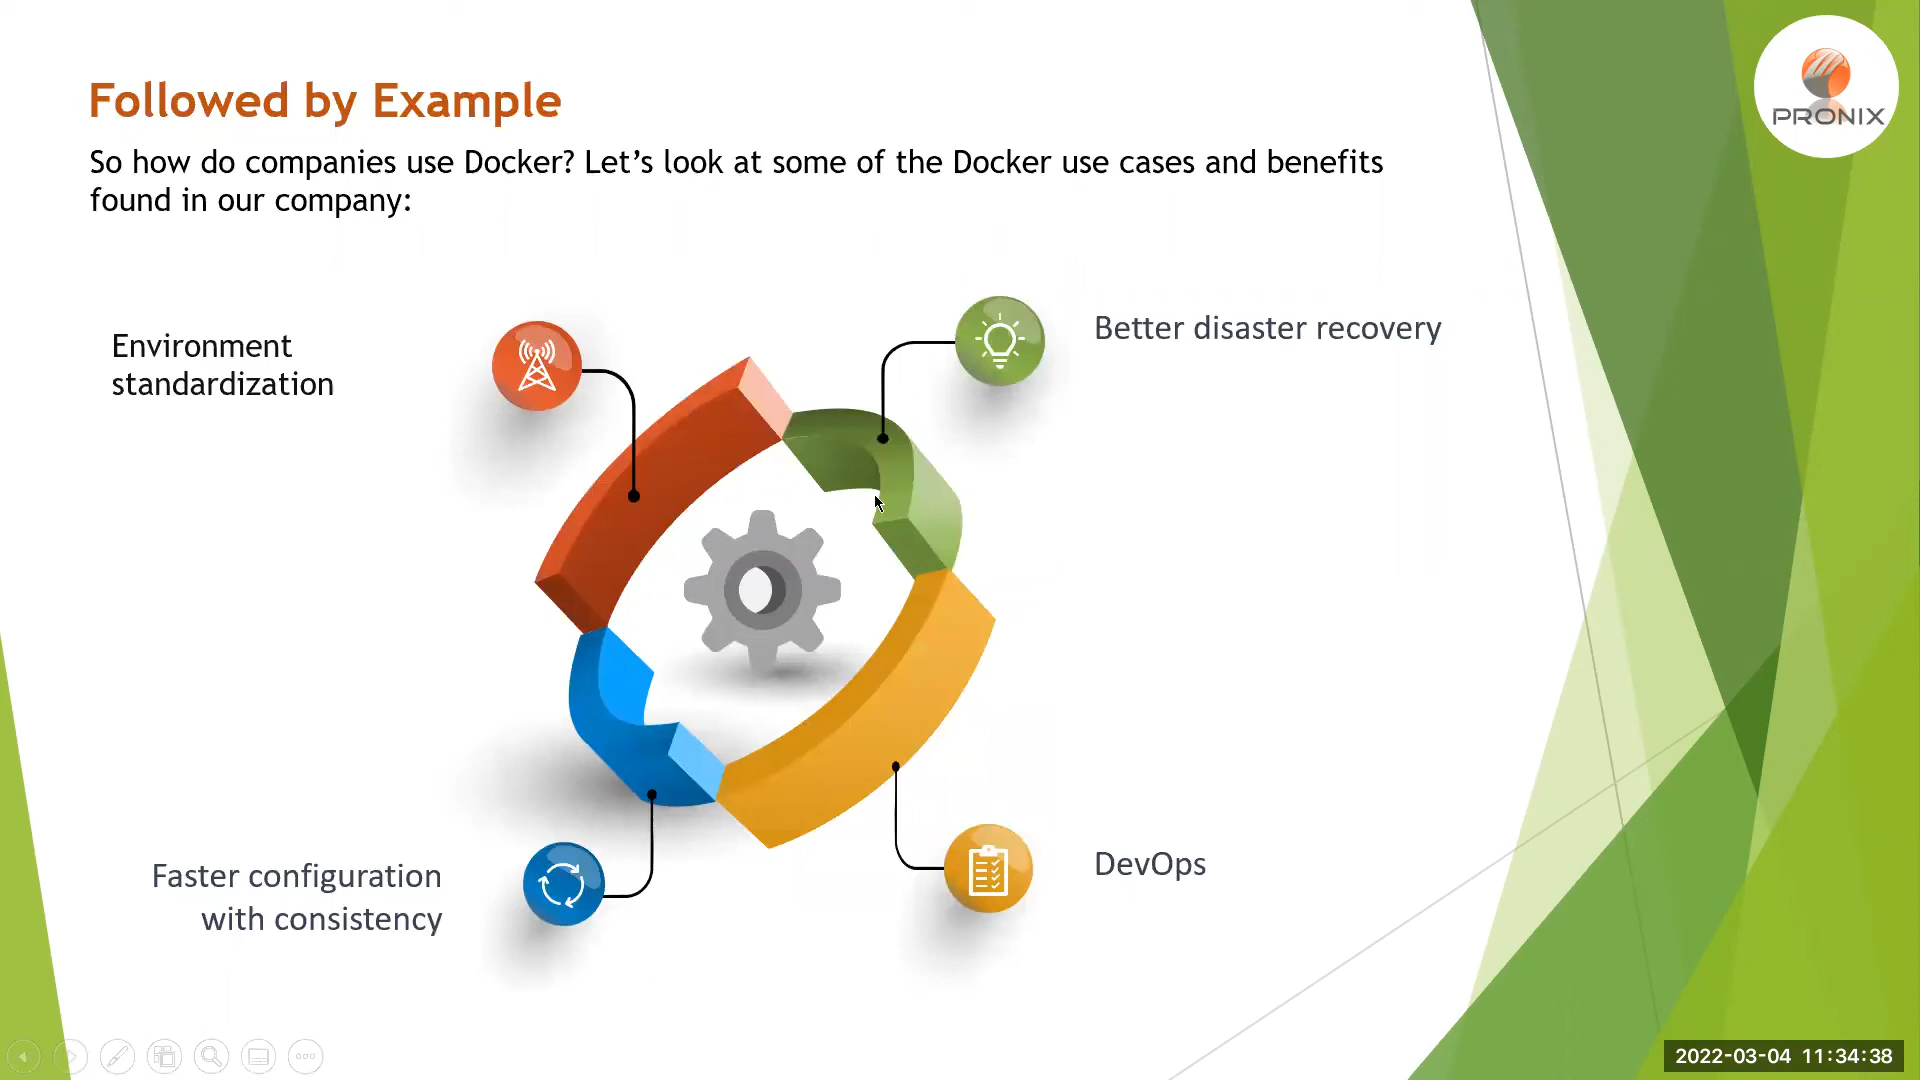 PRONIX
Followed by Example
So how do companies use Docker? Let’s look at some of the Docker use cases and benefits
found in our company:
Environment
standardization
Better disaster recovery
Faster configuration
with consistency
DevOps
2022-03-04 11:34:38